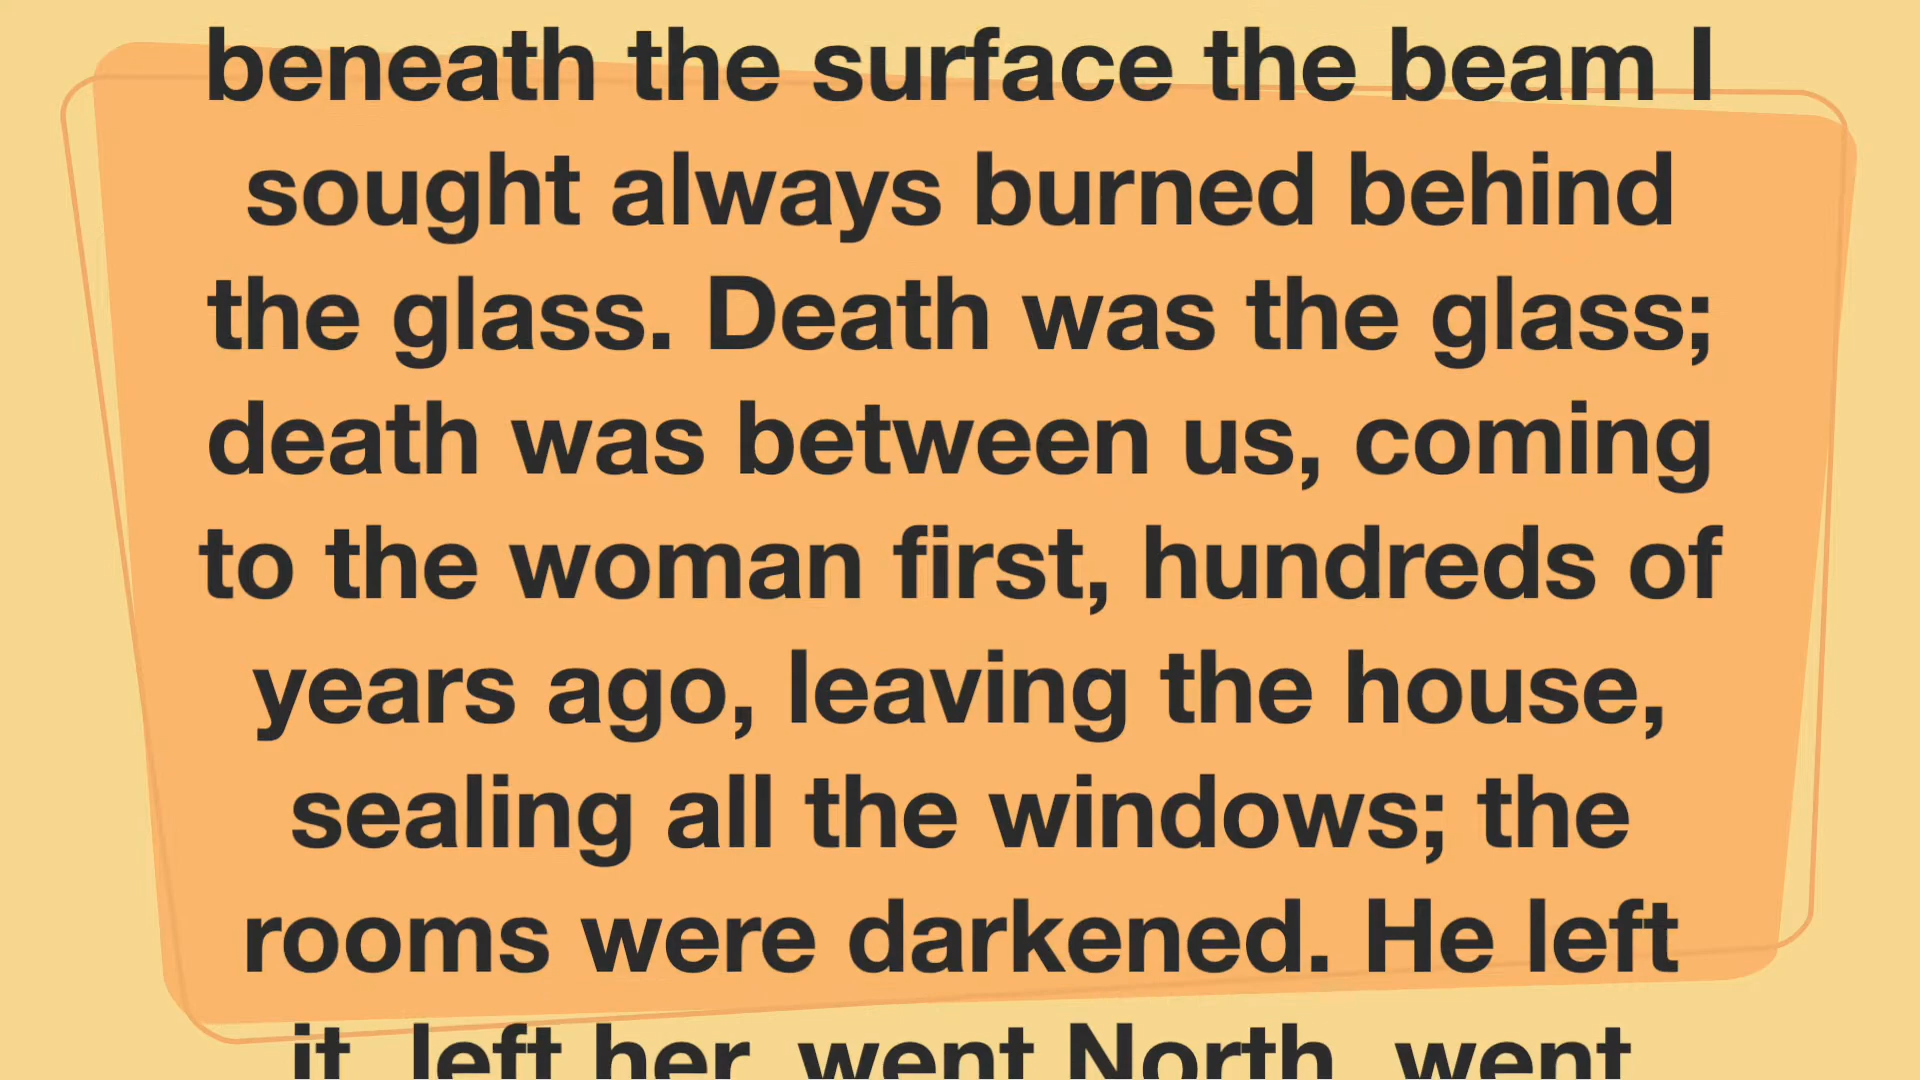 beneath the surface the beam I
sought always burned behind
the glass. Death was the glass;
death was between us, coming
to the woman first, hundreds of
years ago, leaving the house,
sealing all the windows; the
rooms were darkened. He left
it, left her, went North, went